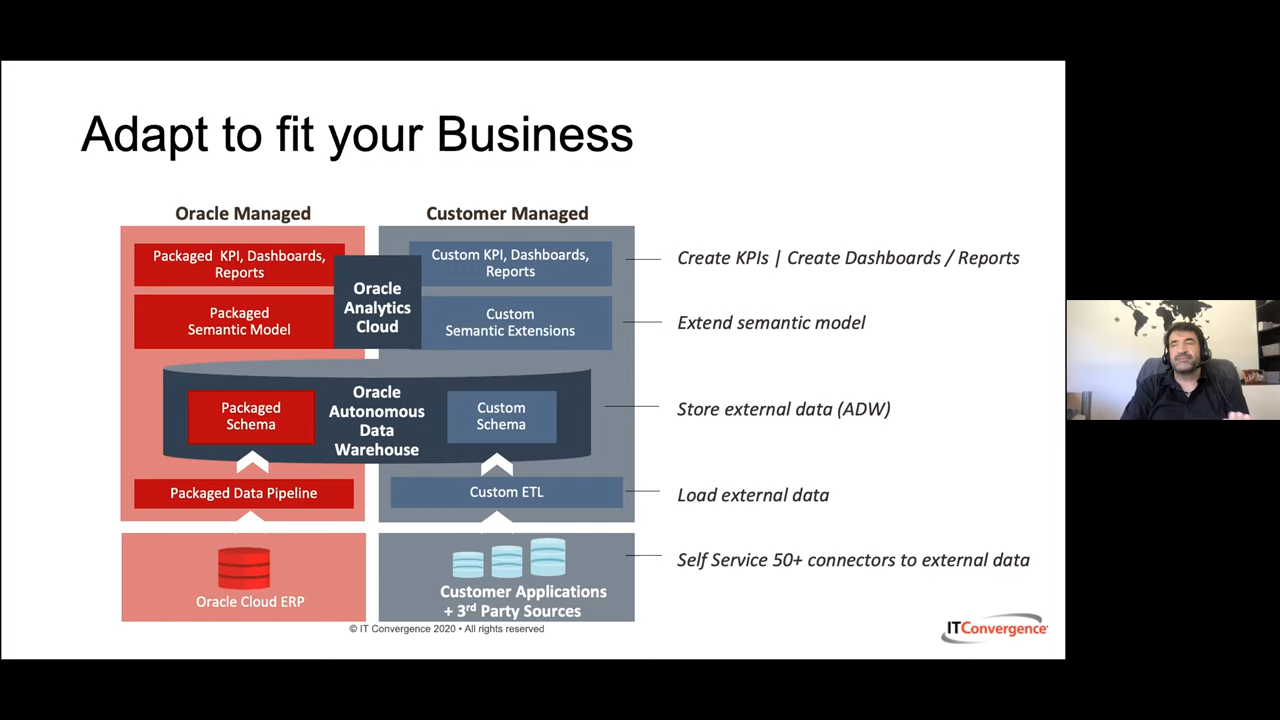 Adapt to fit your Business
Oracle Managed
Customer Managed
Packaged KPI, Dashboards,
Reports
Custom KPI, Dashboards,
Reports
Create KPIs | Create Dashboards / Reports
Oracle
Analytics
Cloud
Packaged
Semantic Model
Custom
Semantic Extensions
Extend semantic model
Packaged
Schema
Oracle
Autonomous
Data
Warehouse
Custom
Schema
Store external data (ADW)
Packaged Data Pipeline
Custom ETL
Load external data
Oracle Cloud ERP
Customer Applications
+ 3rd Party Sources
Self Service 50+ connectors to external data
© IT Convergence 2020 • All rights reserved
ITConvergence